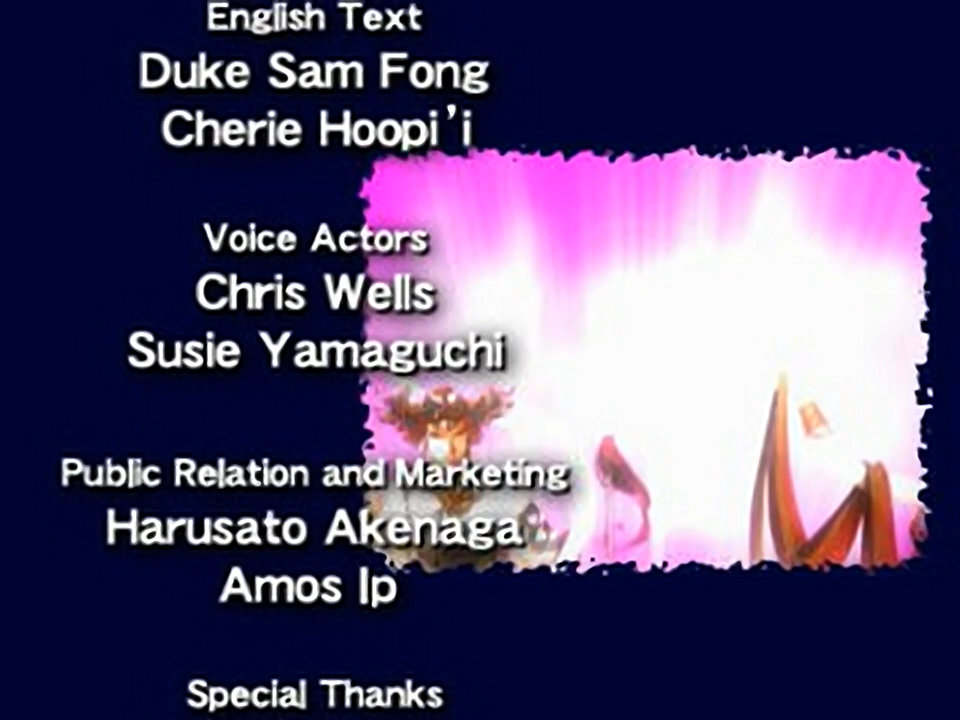 English Text
Duke Sam Fong
Cherie Hoopi'i
Voice Actors
Chris Wells
Susie Yamaguchi
Public Relation and Marketing
Harusato Akenaga
Amos Ip
Special Thanks